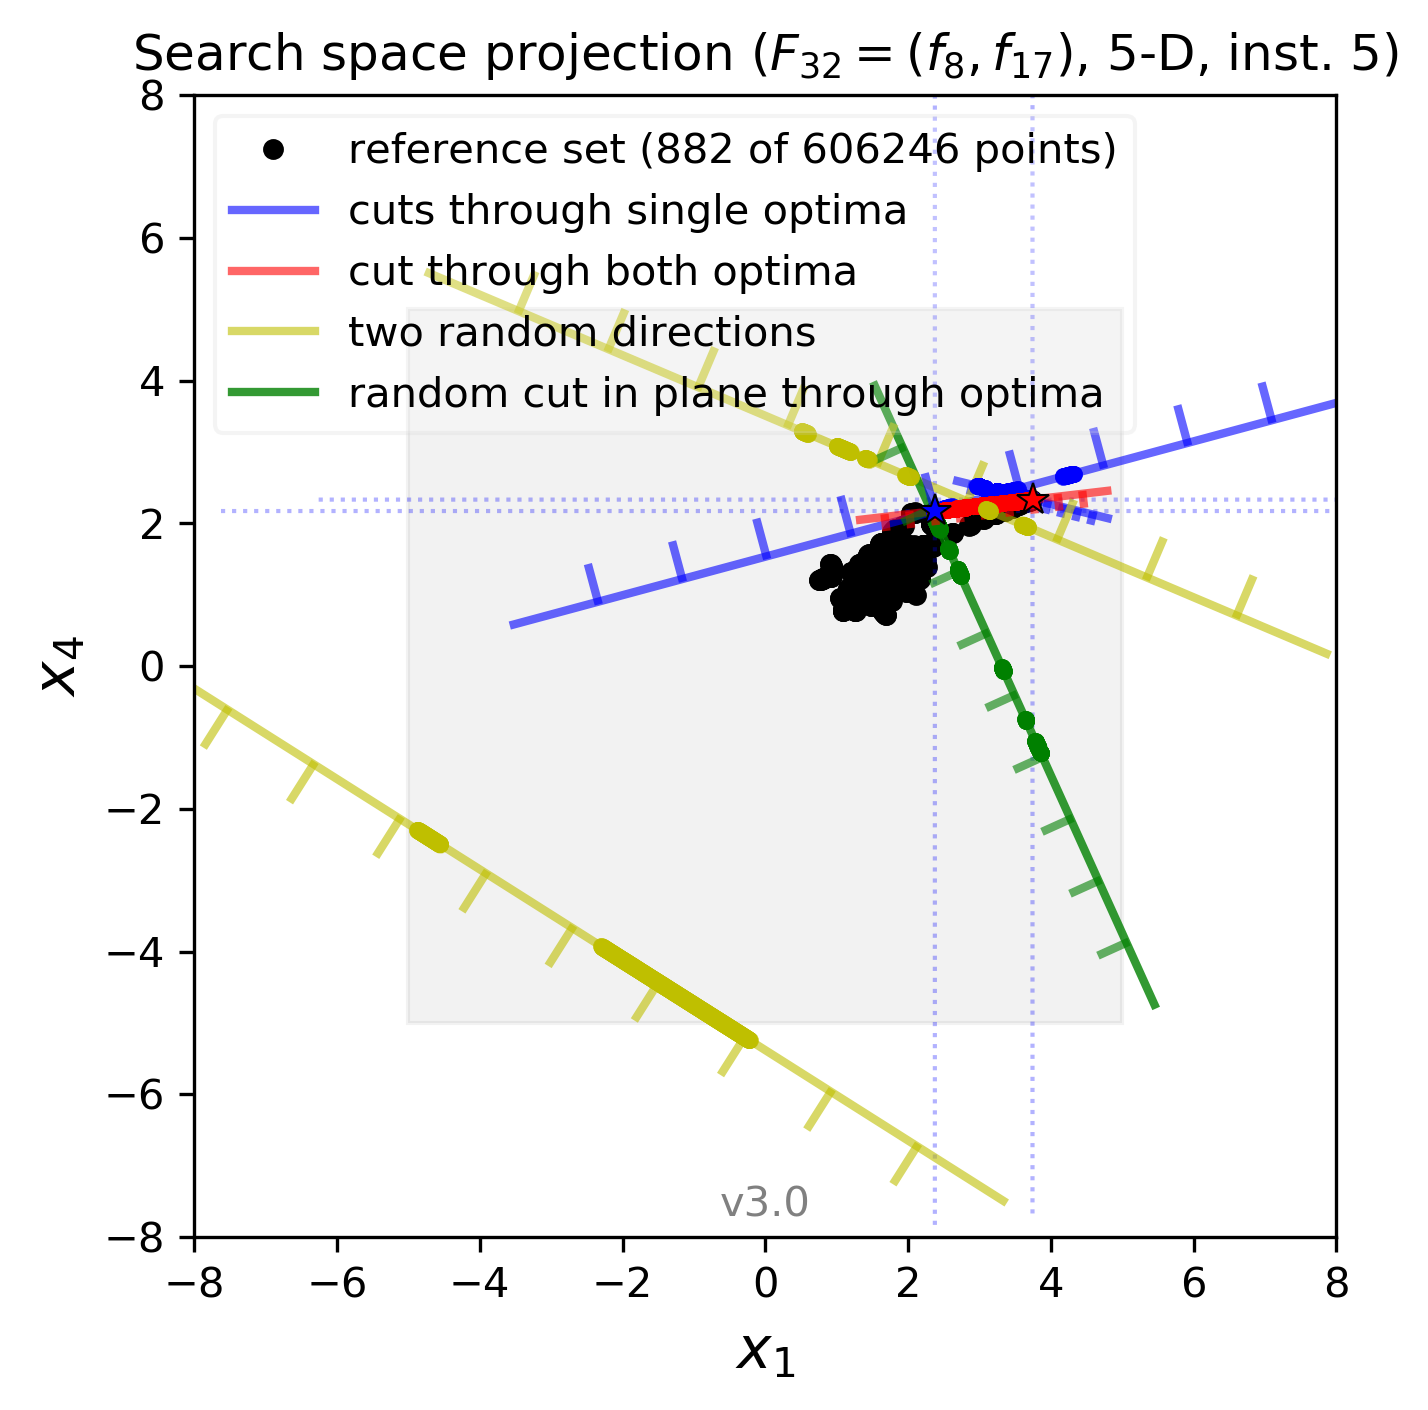 Search space projection (F32 = (f8, f17), 5-D, inst. 5)
reference set (882 of 606246 points)
cuts through single optima
cut through both optima
two random directions
random cut in plane through optima
8
6
4
2
0
−2
−4
−6
−8
x4
v3.0
−8 −6 −4 −2 0 2 4 6 8
x1